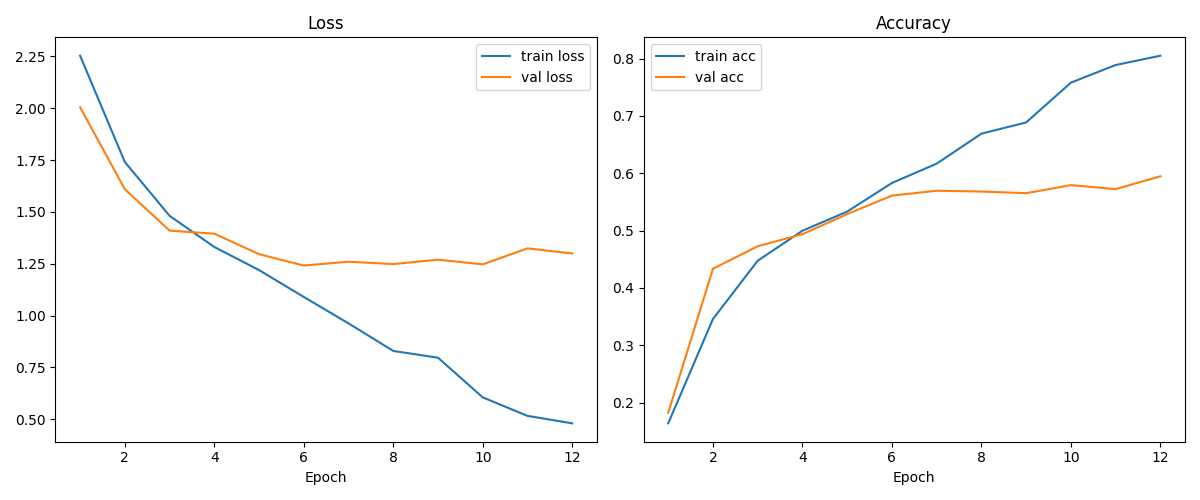 Loss
train loss
val loss
2.25
2.00
1.75
1.50
1.25
1.00
0.75
0.50
2 4 6 8 10 12
Epoch
Accuracy
train acc
val acc
0.8
0.7
0.6
0.5
0.4
0.3
0.2
2 4 6 8 10 12
Epoch